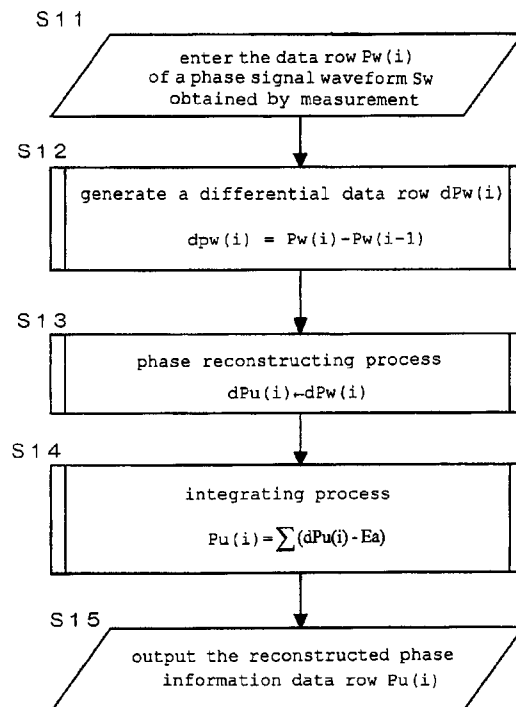 S11
enter the data row Pw(i)
of a phase signal waveform Sw
obtained by measurement
S12
generate a differential data row dPw(i)
dpw(i) = Pw(i)-Pw(i-1)
S13
phase reconstructing process
dPu(i)←dPw(i)
S14
integrating process
Pu(i)=∑(dPu(i)-Ea)
S15
output the reconstructed phase
information data row Pu(i)